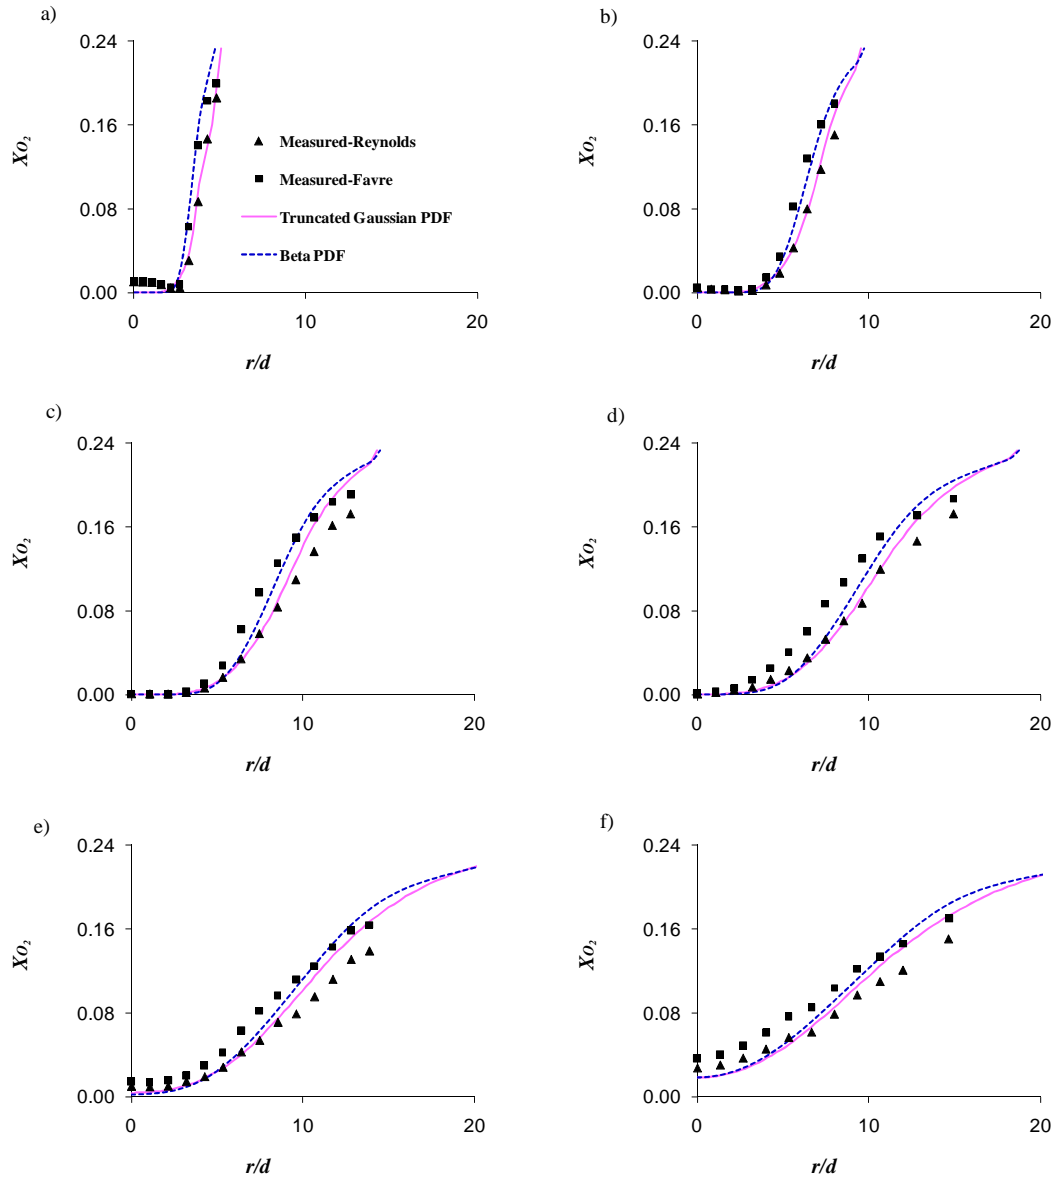 a)
0.24
0.16
0.08
0.00
0
10
20
Xo₂
r/d
Measured-Reynolds
Measured-Favre
Truncated Gaussian PDF
Beta PDF
b)
0.24
0.16
0.08
0.00
0
10
20
Xo₂
r/d
c)
0.24
0.16
0.08
0.00
0
10
20
Xo₂
r/d
d)
0.24
0.16
0.08
0.00
0
10
20
Xo₂
r/d
e)
0.24
0.16
0.08
0.00
0
10
20
Xo₂
r/d
f)
0.24
0.16
0.08
0.00
0
10
20
Xo₂
r/d